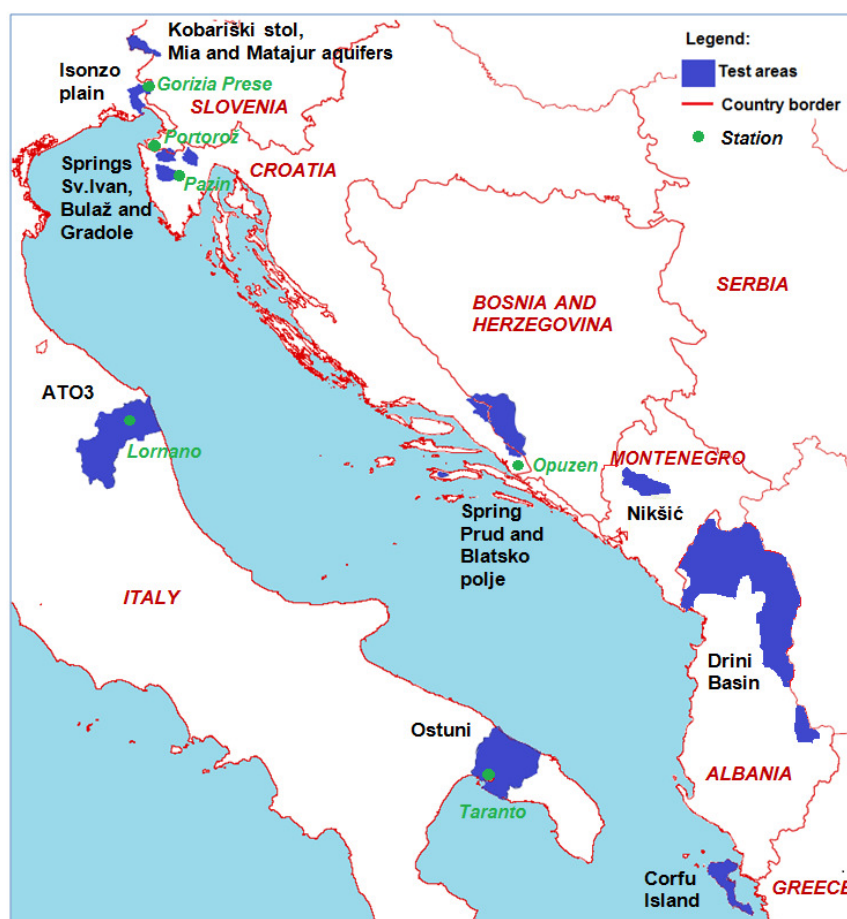 Kobariški stol,
Mia and Matajur aquifers
Legend:
Test areas
Country border
Station
Isonzo
plain
Gorizia Prese
SLOVENIA
Portoroz
CROATIA
Springs
Sv.Ivan,
Bulaž and
Gradole
Pazin
SERBIA
BOSNIA AND
HERZEGOVINA
ATO3
Lornano
Opuzen
MONTENEGRO
Nikšić
Spring
Prud and
Blatsko
polje
ITALY
Drini
Basin
Ostuni
ALBANIA
Taranto
Corfu
Island
GREECE